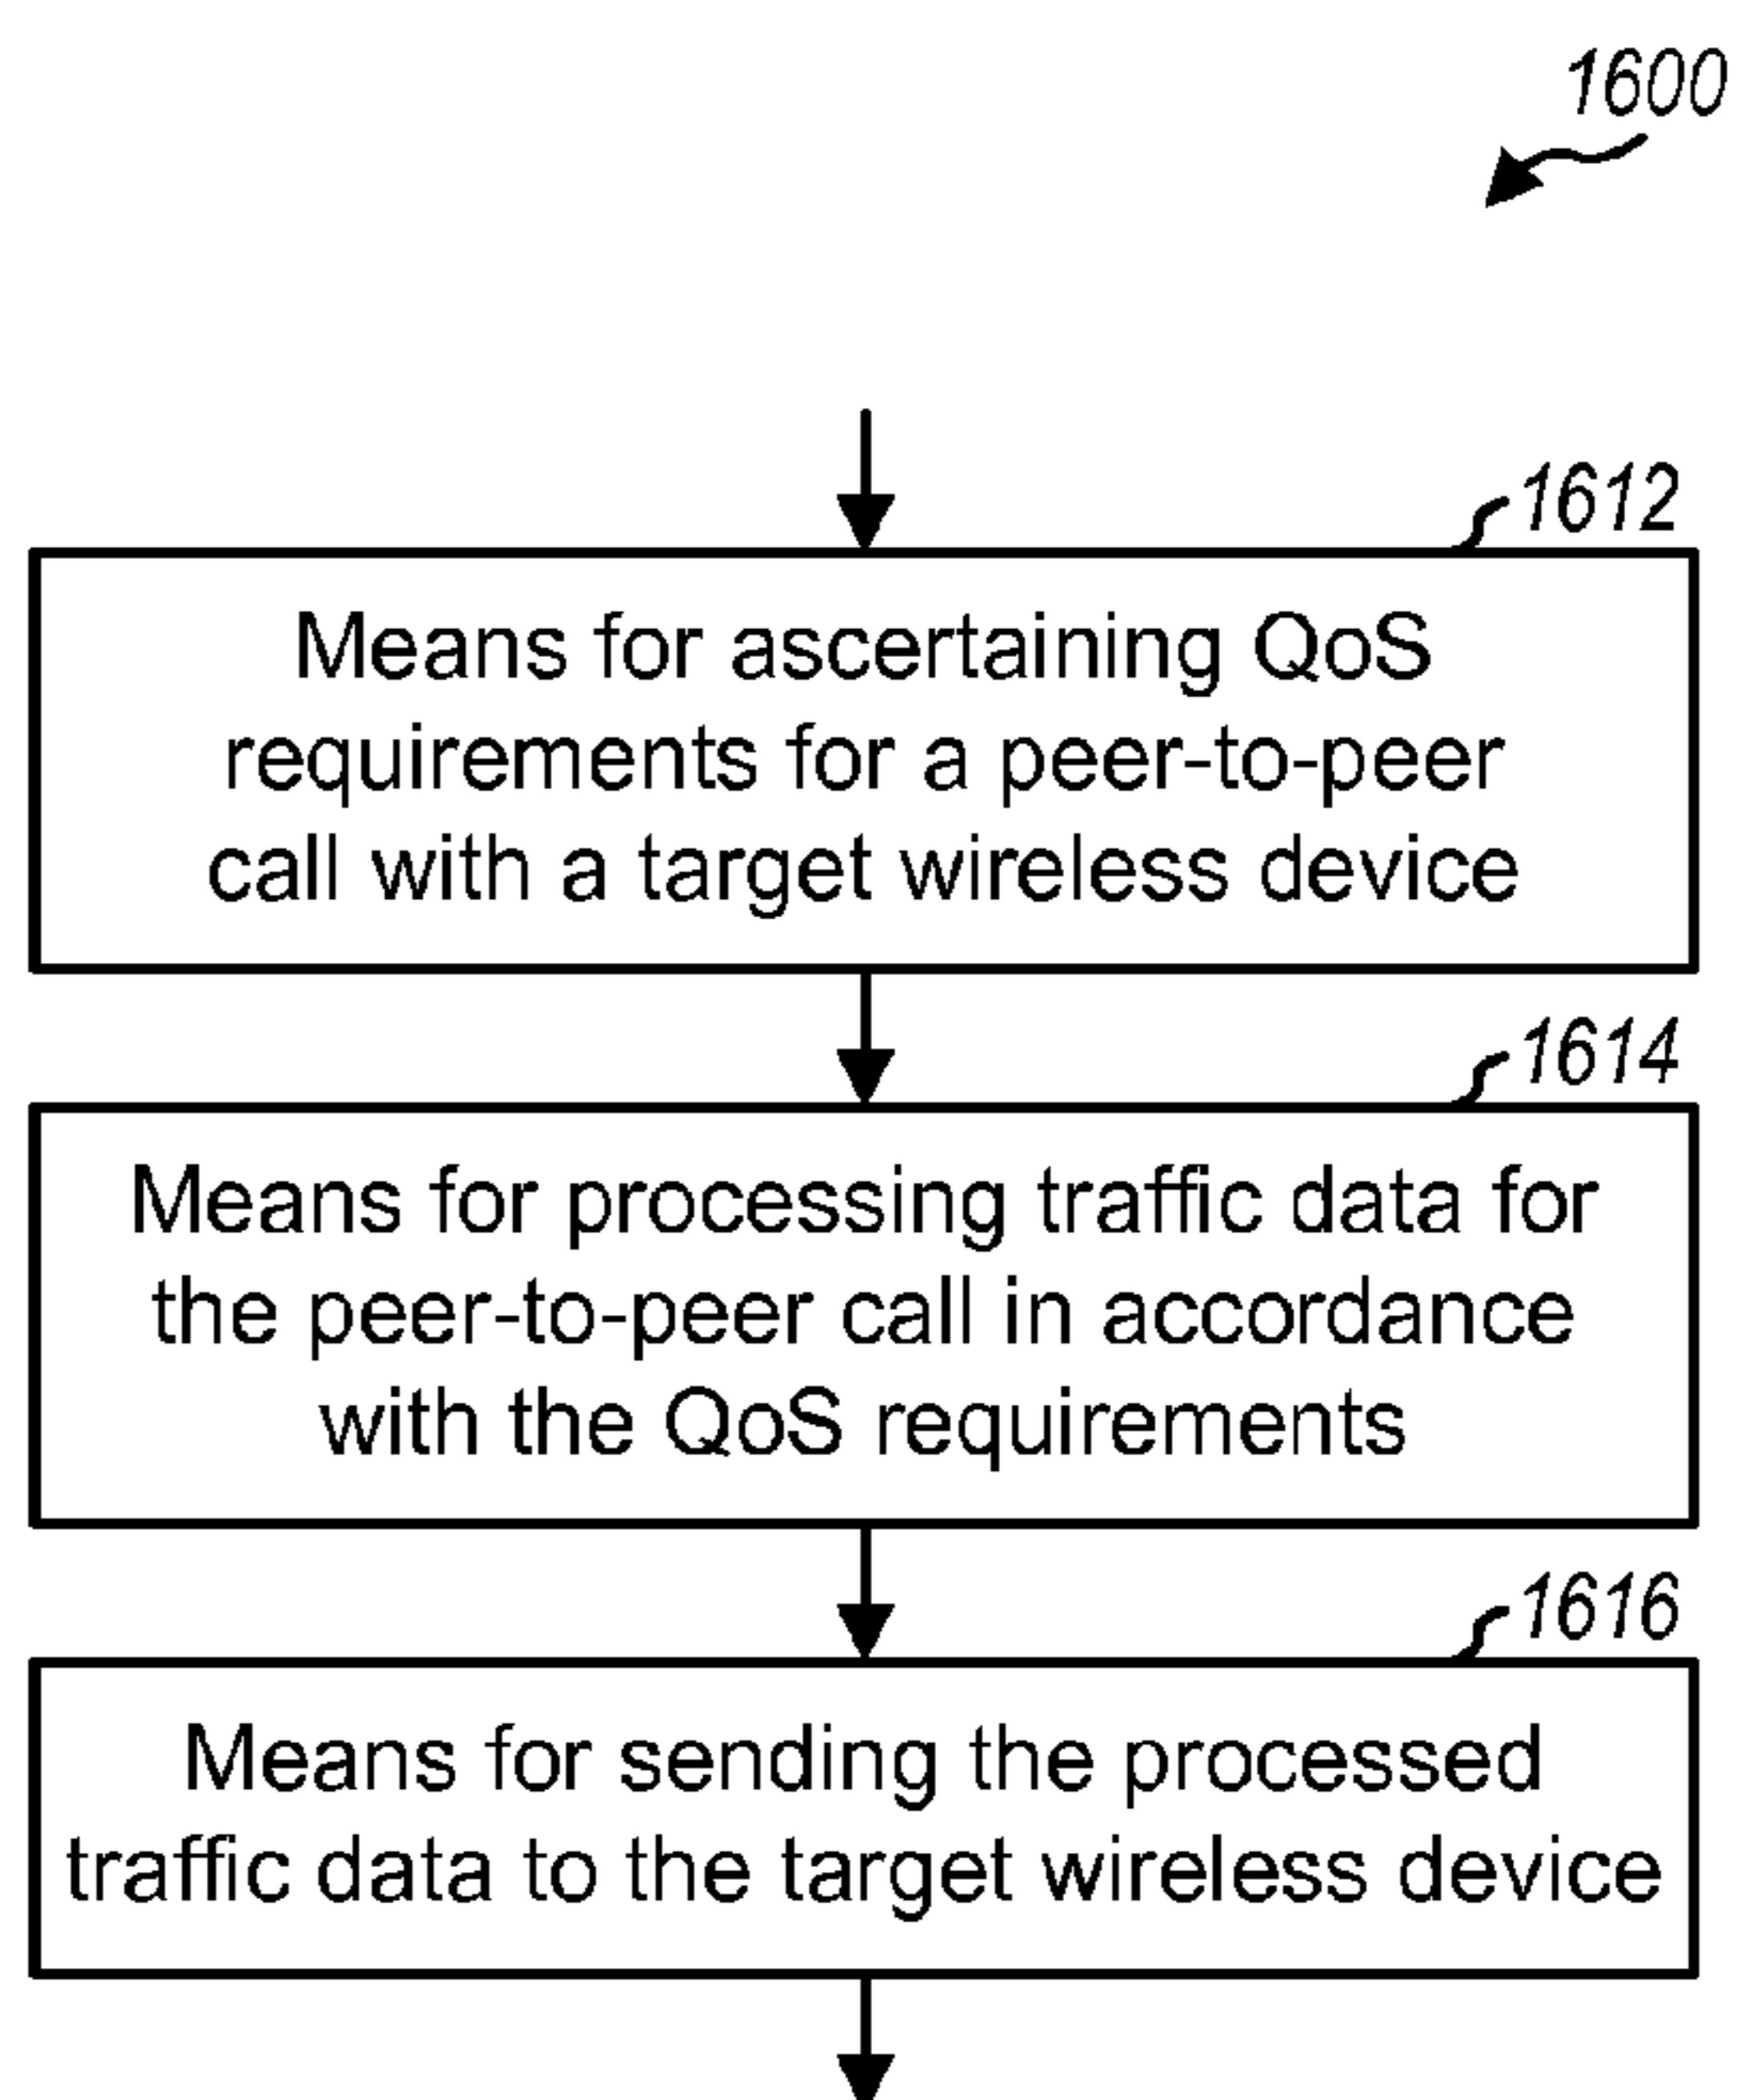 1600
1612
Means for ascertaining QoS
requirements for a peer-to-peer
call with a target wireless device
1614
Means for processing traffic data for
the peer-to-peer call in accordance
with the QoS requirements
1616
Means for sending the processed
traffic data to the target wireless device